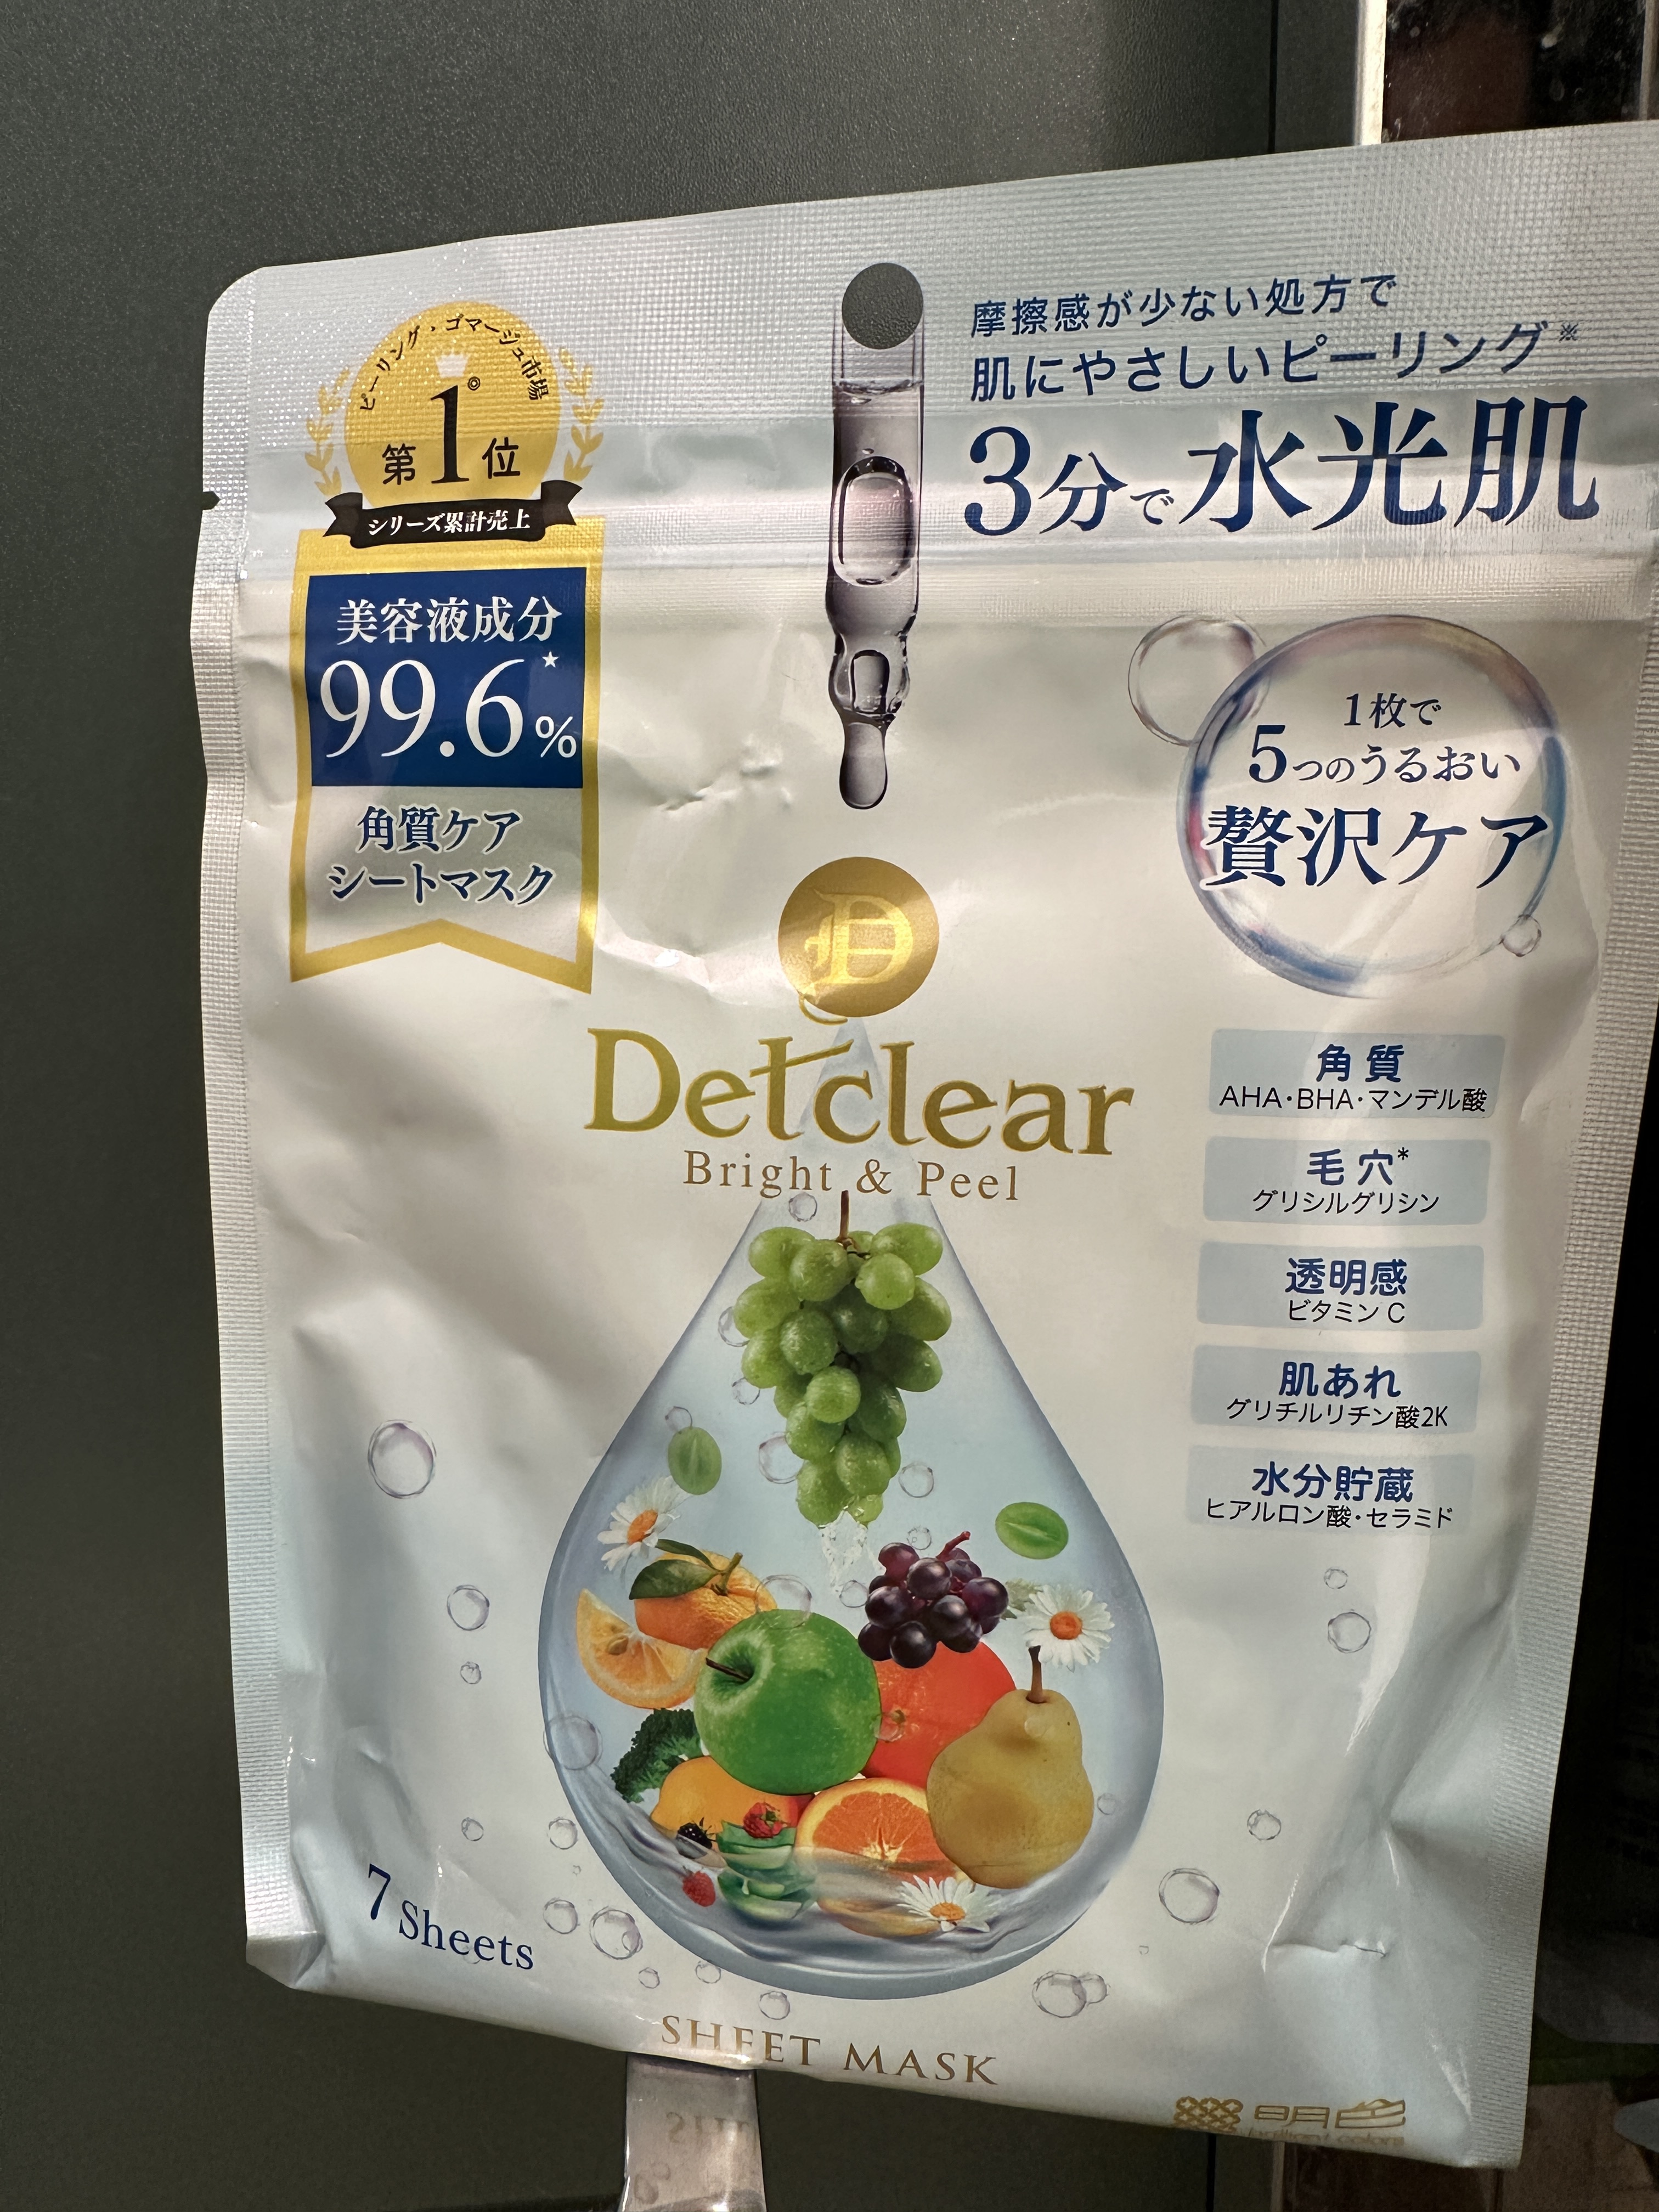 ピーリング・ゴマージュ市場
第1位
シリーズ累計売上
美容液成分
99.6★%
角質ケア
シートマスク
摩擦感が少ない処方で
肌にやさしいピーリング※
3分で水光肌
1枚で
5つのうるおい
贅沢ケア
D
Detclear
Bright & Peel
角質
AHA・BHA・マンデル酸
毛穴*
グリシルグリシン
透明感
ビタミンC
肌あれ
グリチルリチン酸2K
水分貯蔵
ヒアルロン酸・セラミド
7 Sheets
SHEET MASK
明色
brilliant colors